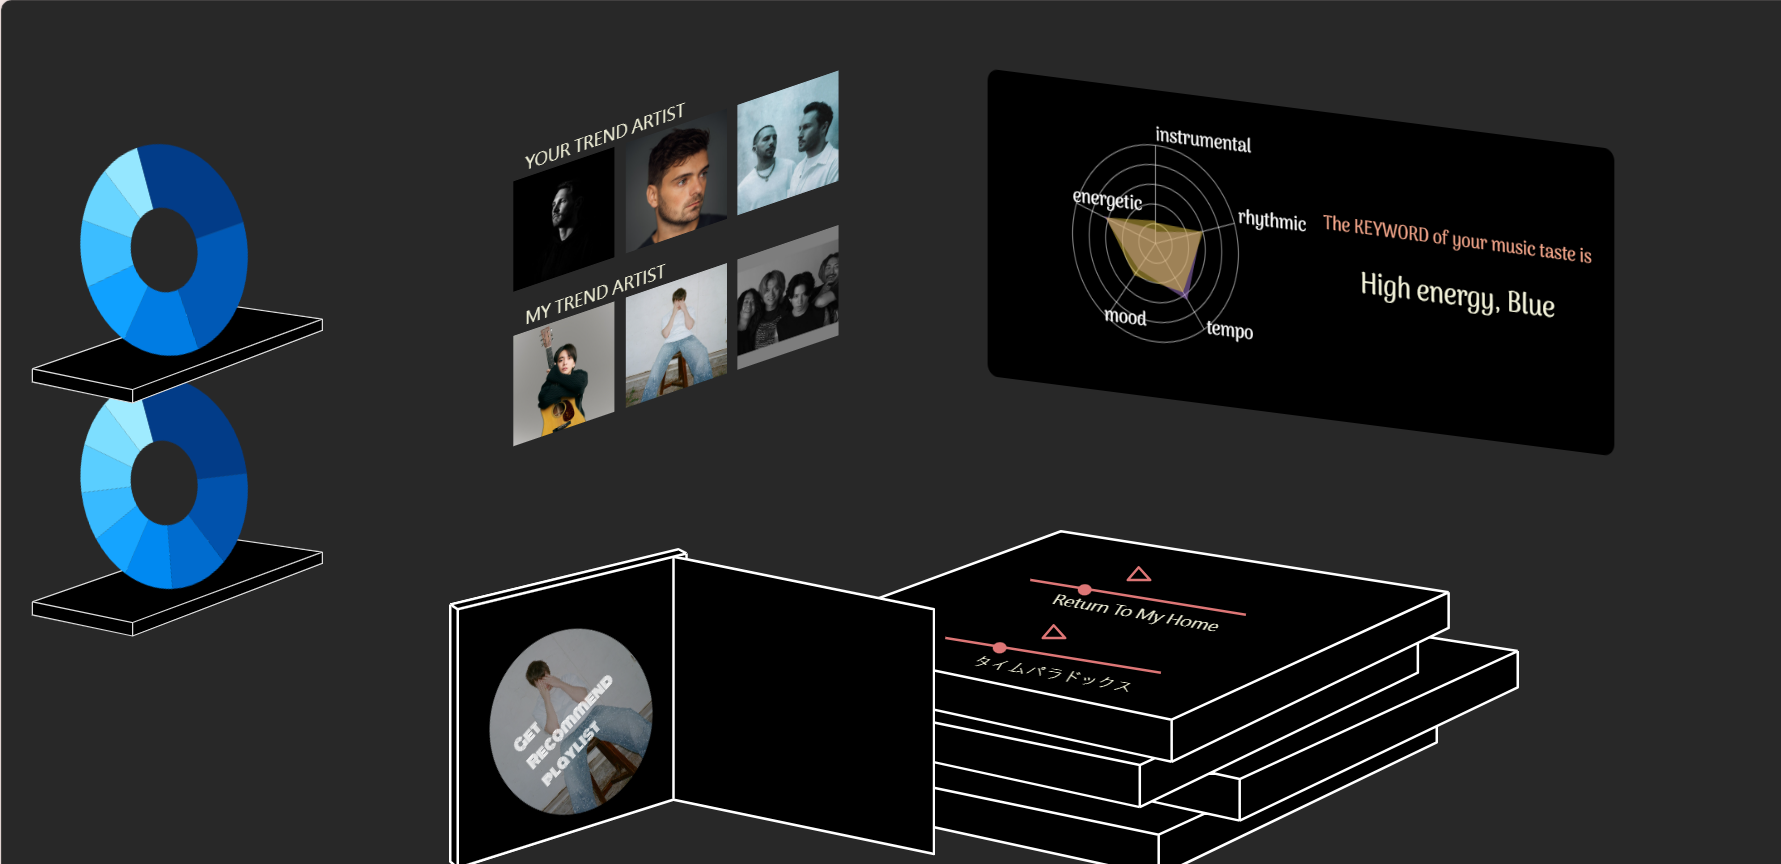 YOUR TREND ARTIST
MY TREND ARTIST
instrumental
energetic
rhythmic
mood
tempo
The KEYWORD of your music taste is
High energy, Blue
Return To My Home
タイムパラドックス
GET
RECOMMEND
PLAYLIST